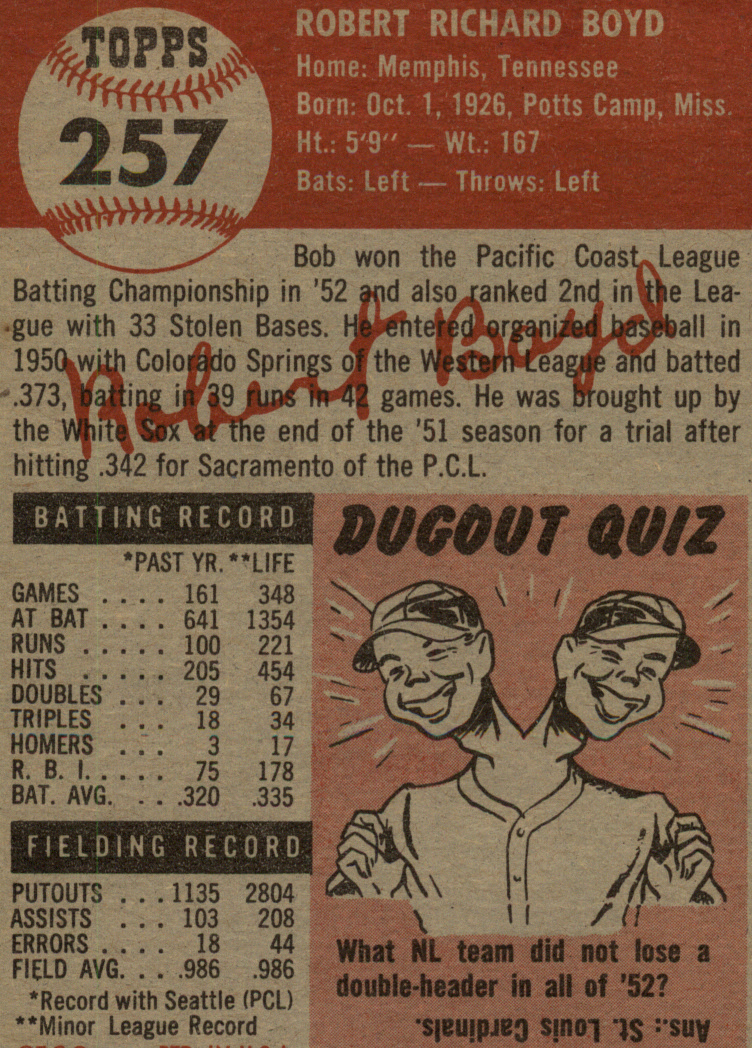 TOPPS
257
ROBERT RICHARD BOYD
Home: Memphis, Tennessee
Born: Oct. 1, 1926, Potts Camp, Miss.
Ht.: 5'9'' — Wt.: 167
Bats: Left — Throws: Left
Bob won the Pacific Coast League
Batting Championship in '52 and also ranked 2nd in the Lea-
gue with 33 Stolen Bases. He entered organized baseball in
1950 with Colorado Springs of the Western League and batted
.373, batting in 39 runs in 42 games. He was brought up by
the White Sox at the end of the '51 season for a trial after
hitting .342 for Sacramento of the P.C.L.
Robert Boyd
BATTING RECORD
*PAST YR. **LIFE
GAMES .... 161 348
AT BAT .... 641 1354
RUNS ..... 100 221
HITS ..... 205 454
DOUBLES ... 29 67
TRIPLES ... 18 34
HOMERS ... 3 17
R. B. I. .... 75 178
BAT. AVG. .. .320 .335
FIELDING RECORD
PUTOUTS ... 1135 2804
ASSISTS ... 103 208
ERRORS .... 18 44
FIELD AVG. .. .986 .986
*Record with Seattle (PCL)
**Minor League Record
DUGOUT QUIZ
What NL team did not lose a
double-header in all of '52?
Ans.: St. Louis Cardinals.